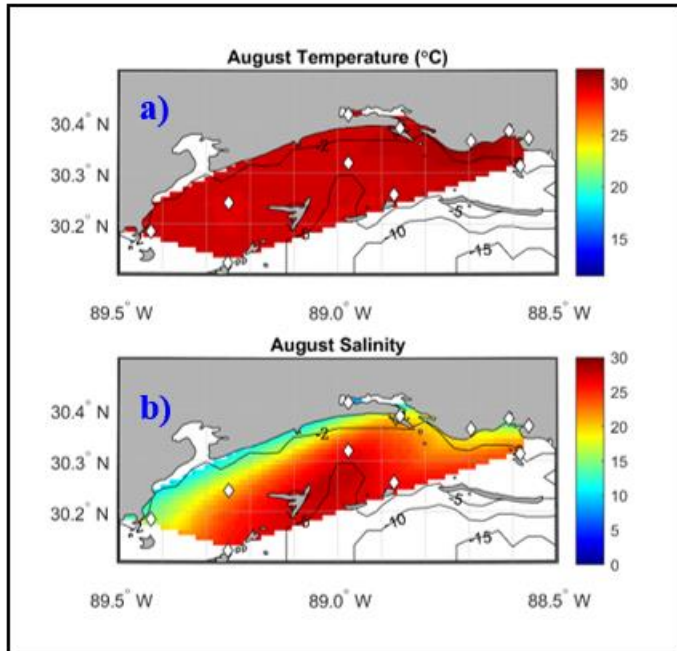 August Temperature (°C)
a)
30.4° N
30.3° N
30.2° N
-2
-5
-10
-15
89.5° W
89.0° W
88.5° W
30
25
20
15
August Salinity
b)
30.4° N
30.3° N
30.2° N
-2
-5
-10
-15
89.5° W
89.0° W
88.5° W
30
25
20
15
10
5
0